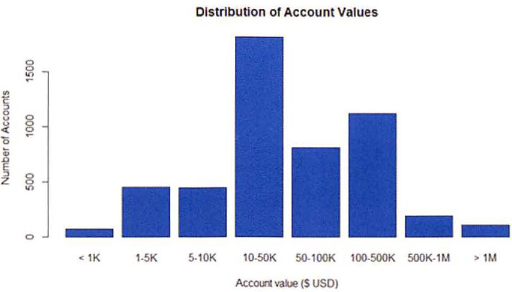 Distribution of Account Values
Number of Accounts
1500
1000
500
0
< 1K 1-5K 5-10K 10-50K 50-100K 100-500K 500K-1M > 1M
Account value ($ USD)